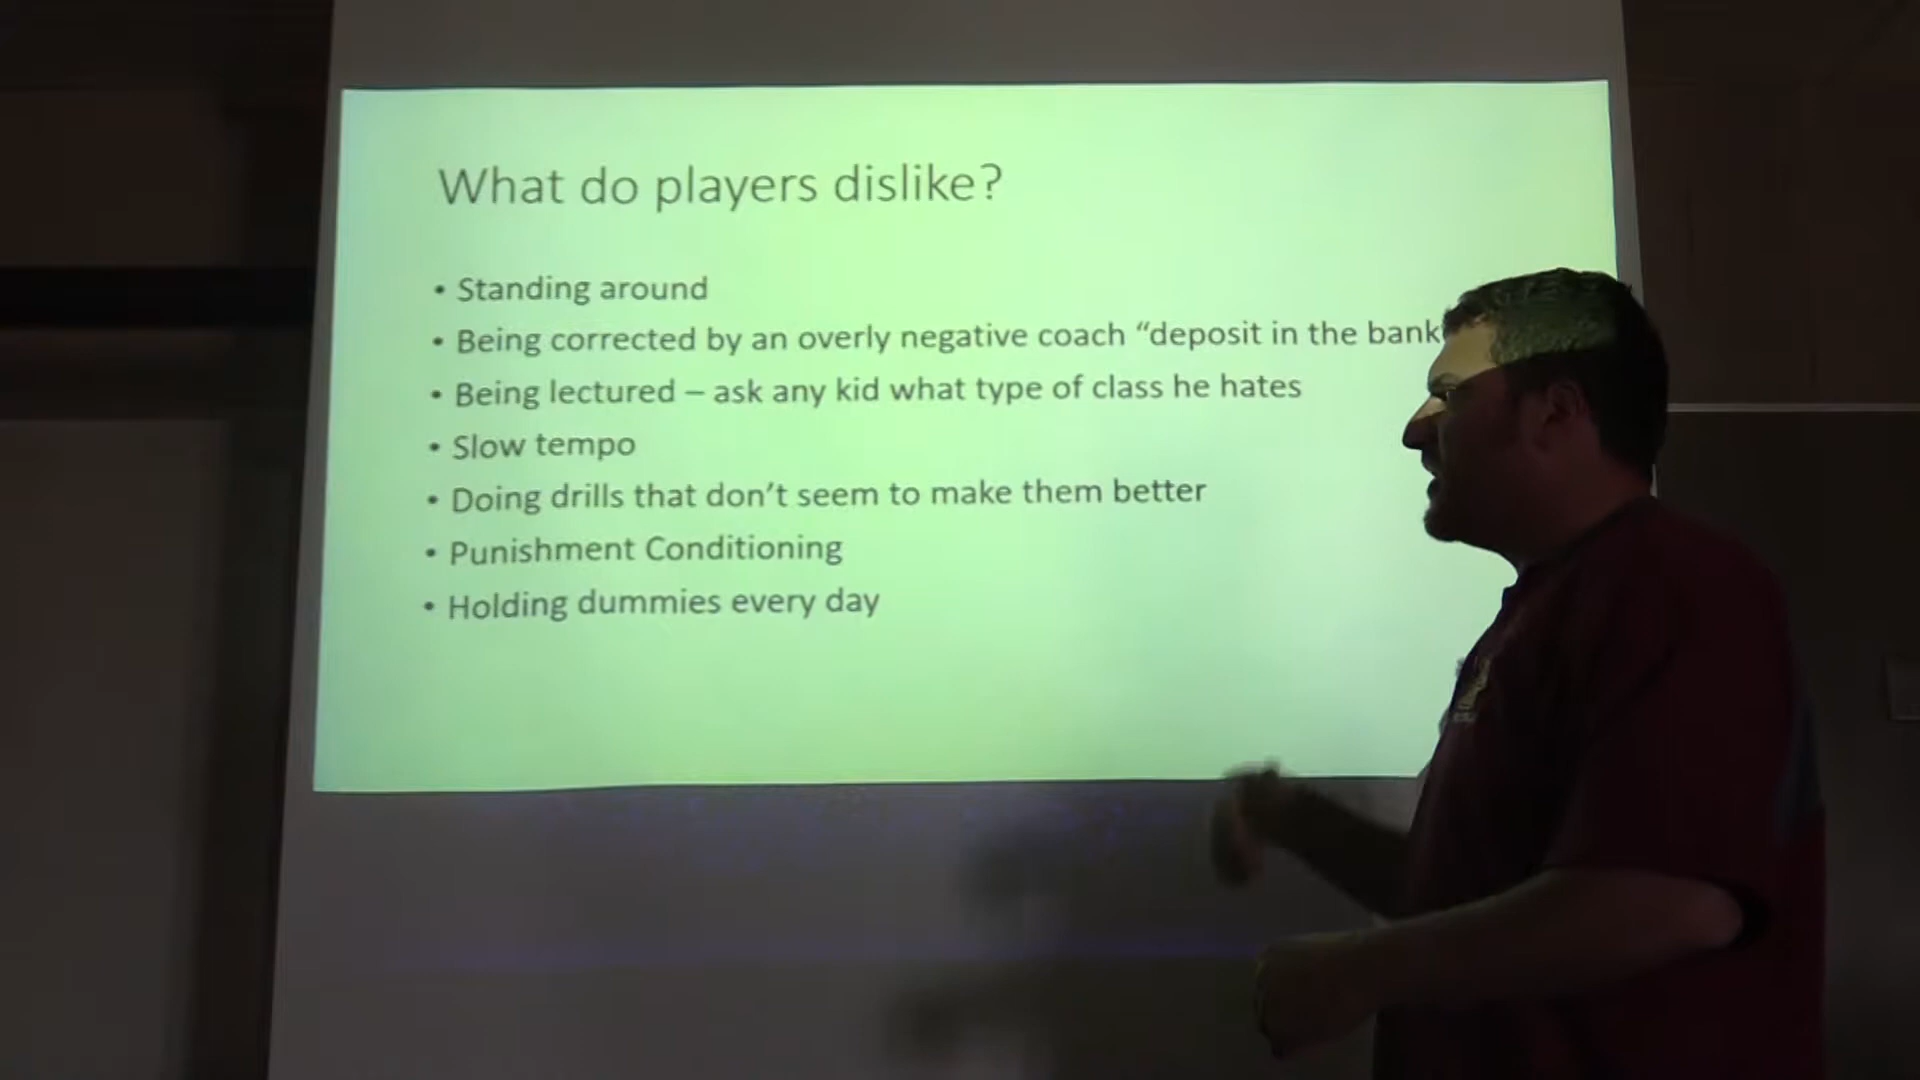 What do players dislike?
• Standing around
• Being corrected by an overly negative coach “deposit in the bank
• Being lectured – ask any kid what type of class he hates
• Slow tempo
• Doing drills that don’t seem to make them better
• Punishment Conditioning
• Holding dummies every day